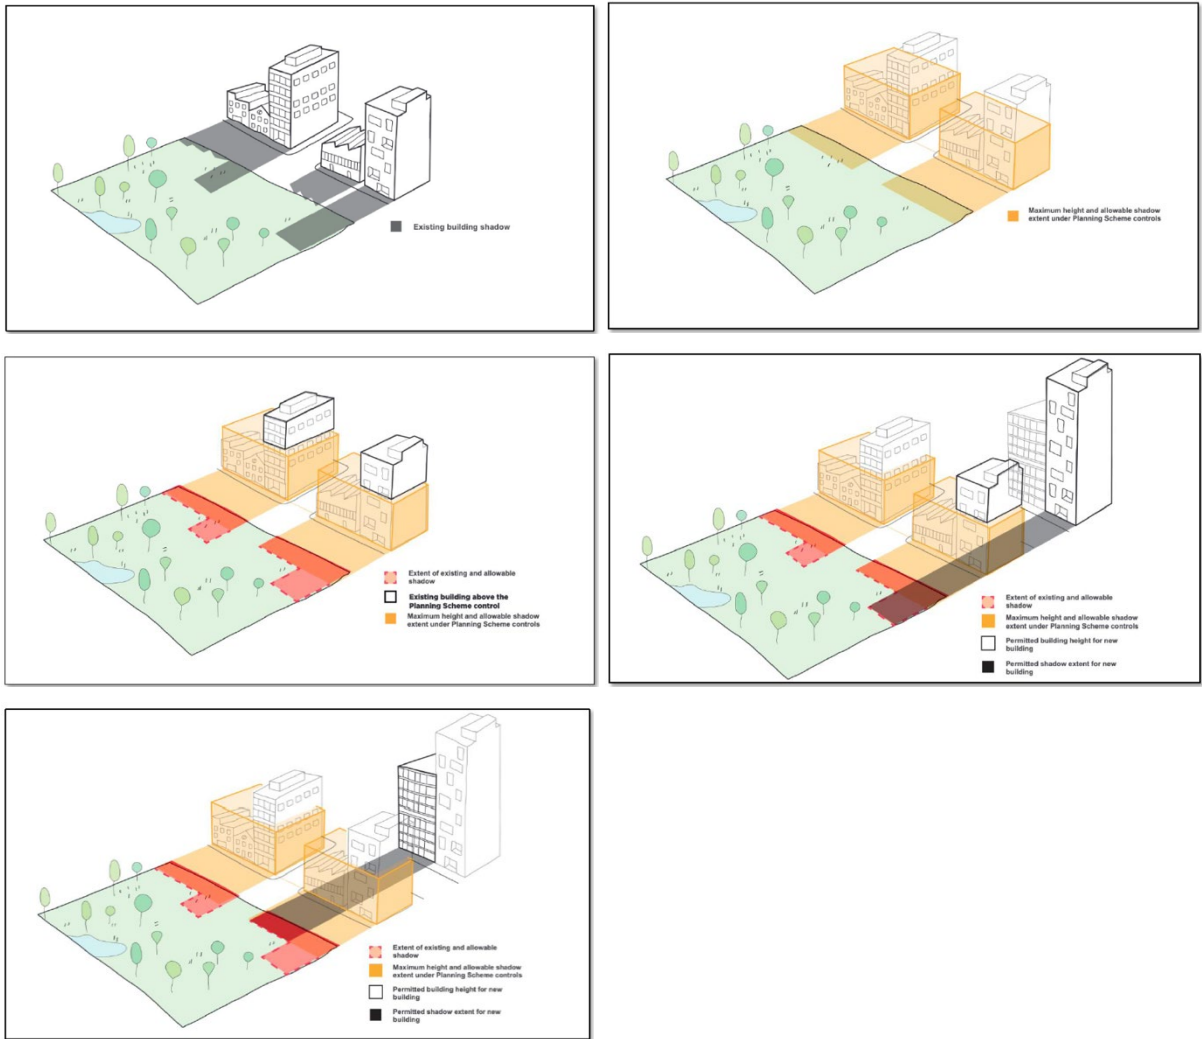 Existing building shadow
Maximum height and allowable shadow
extent under Planning Scheme controls
Extent of existing and allowable
shadow
Existing building above the
Planning Scheme control
Maximum height and allowable shadow
extent under Planning Scheme controls
Extent of existing and allowable
shadow
Maximum height and allowable shadow
extent under Planning Scheme controls
Permitted building height for new
building
Permitted shadow extent for new
building
Extent of existing and allowable
shadow
Maximum height and allowable shadow
extent under Planning Scheme controls
Permitted building height for new
building
Permitted shadow extent for new
building